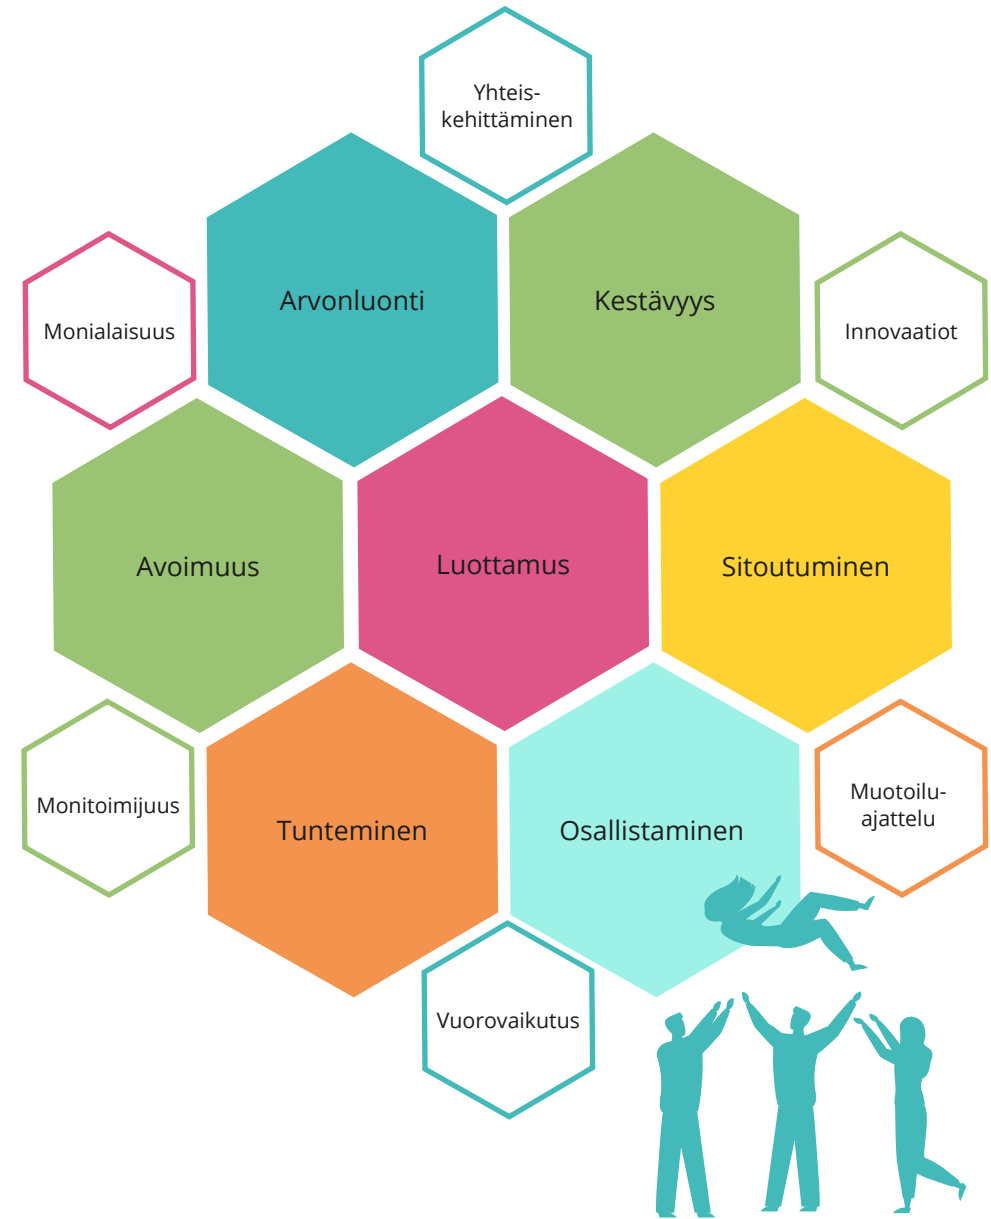 Yhteis-
kehittäminen
Arvonluonti
Kestävyys
Monialaisuus
Innovaatiot
Avoimuus
Luottamus
Sitoutuminen
Monitoimijuus
Muotoilu-
ajattelu
Tunteminen
Osallistaminen
Vuorovaikutus